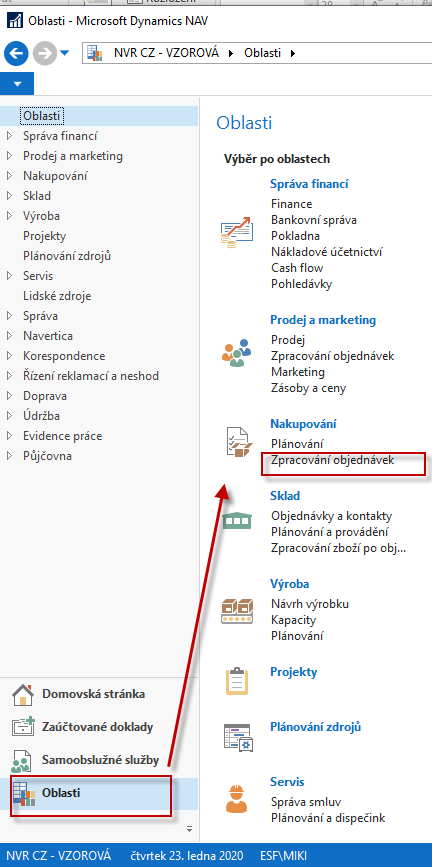 Oblasti - Microsoft Dynamics NAV
NVR CZ - VZOROVÁ
Oblasti
Oblasti
Správa financí
Prodej a marketing
Nakupování
Sklad
Výroba
Projekty
Plánování zdrojů
Servis
Lidské zdroje
Správa
Navertica
Korespondence
Řízení reklamací a neshod
Doprava
Údržba
Evidence práce
Půjčovna
Domovská stránka
Zaúčtované doklady
Samoobslužné služby
Oblasti
Oblasti
Výběr po oblastech
Správa financí
Finance
Bankovní správa
Pokladna
Nákladové účetnictví
Cash flow
Pohledávky
Prodej a marketing
Prodej
Zpracování objednávek
Marketing
Zásoby a ceny
Nakupování
Plánování
Zpracování objednávek
Sklad
Objednávky a kontakty
Plánování a provádění
Zpracování zboží po obj...
Výroba
Návrh výrobku
Kapacity
Plánování
Projekty
Plánování zdrojů
Servis
Správa smluv
Plánování a dispečink
NVR CZ - VZOROVÁ
čtvrtek 23. ledna 2020
ESF\MIKI